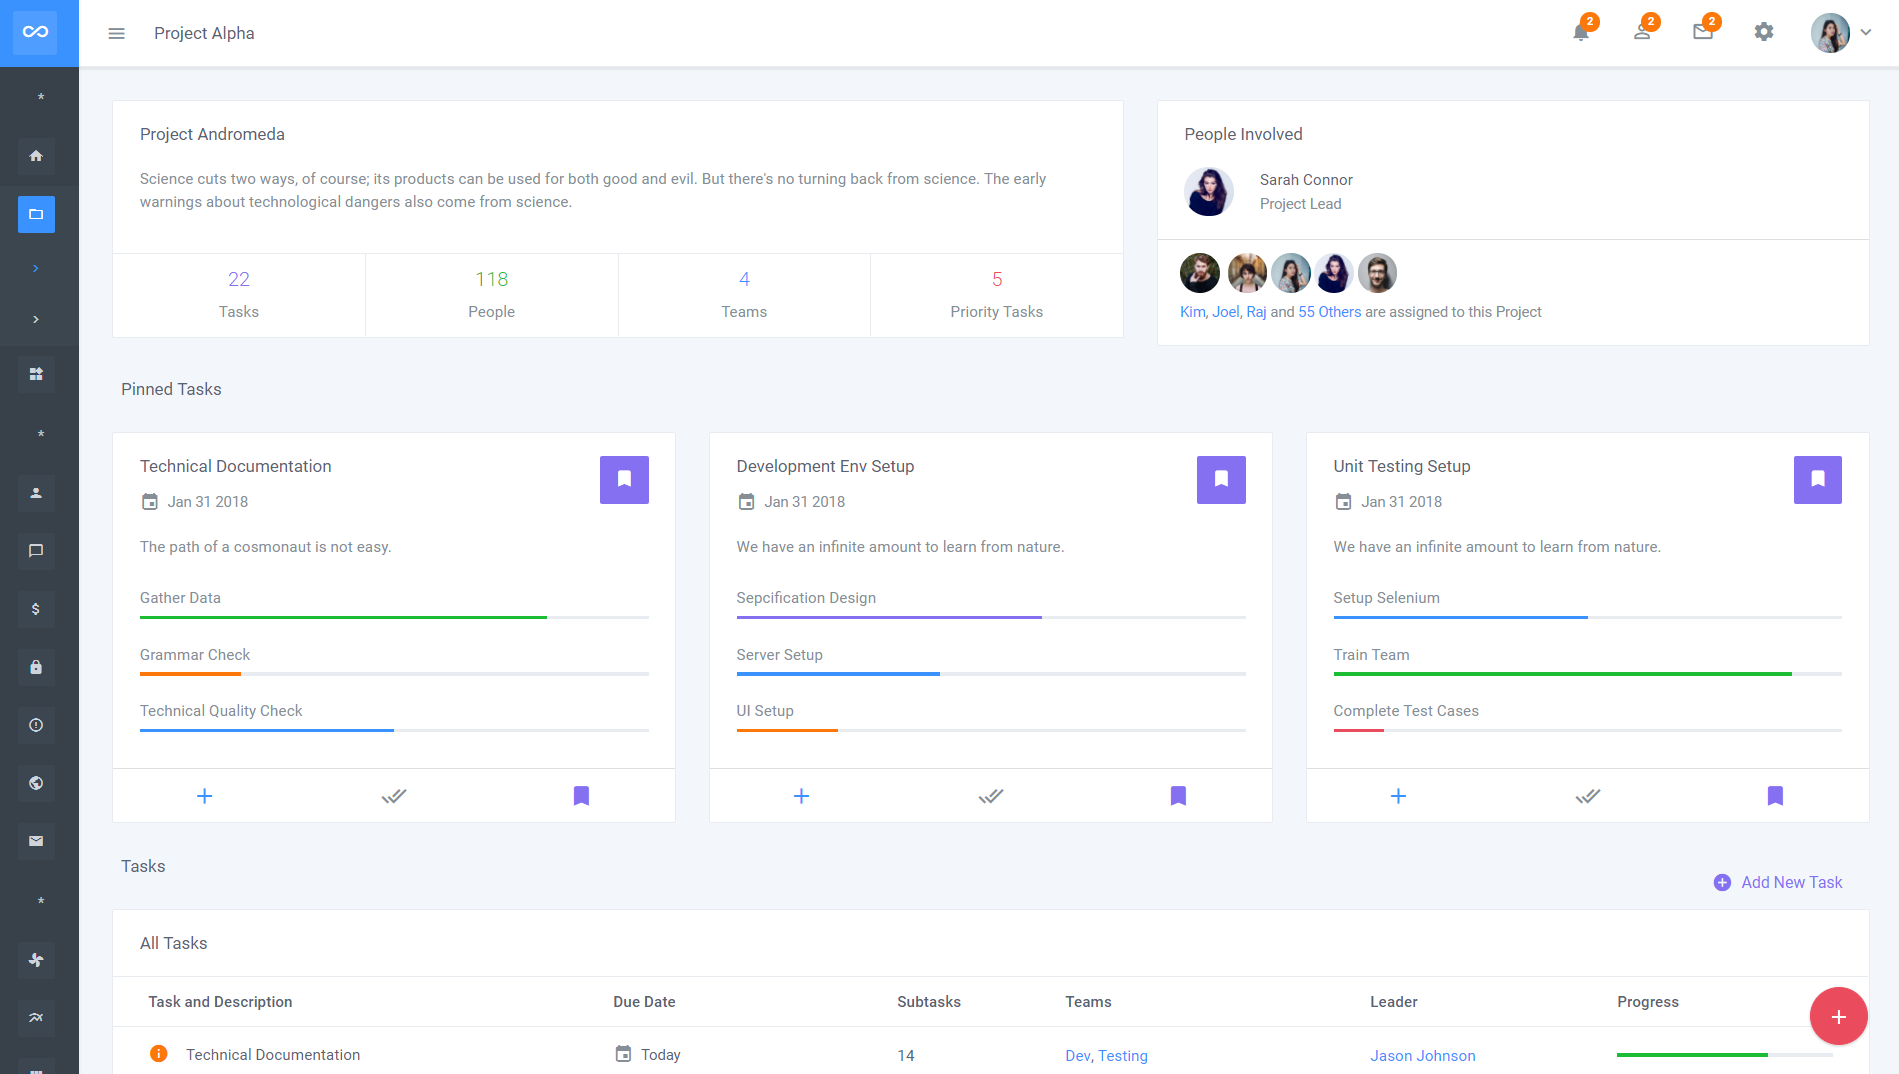 Project Alpha
2
2
2
*
Project Andromeda
Science cuts two ways, of course; its products can be used for both good and evil. But there's no turning back from science. The early
warnings about technological dangers also come from science.
22
118
4
5
Tasks
People
Teams
Priority Tasks
People Involved
Sarah Connor
Project Lead
Kim, Joel, Raj and 55 Others are assigned to this Project
Pinned Tasks
*
Technical Documentation
Jan 31 2018
The path of a cosmonaut is not easy.
Gather Data
Grammar Check
Technical Quality Check
Development Env Setup
Jan 31 2018
We have an infinite amount to learn from nature.
Sepcification Design
Server Setup
UI Setup
Unit Testing Setup
Jan 31 2018
We have an infinite amount to learn from nature.
Setup Selenium
Train Team
Complete Test Cases
Tasks
Add New Task
*
All Tasks
Task and Description
Due Date
Subtasks
Teams
Leader
Progress
Technical Documentation
Today
14
Dev, Testing
Jason Johnson